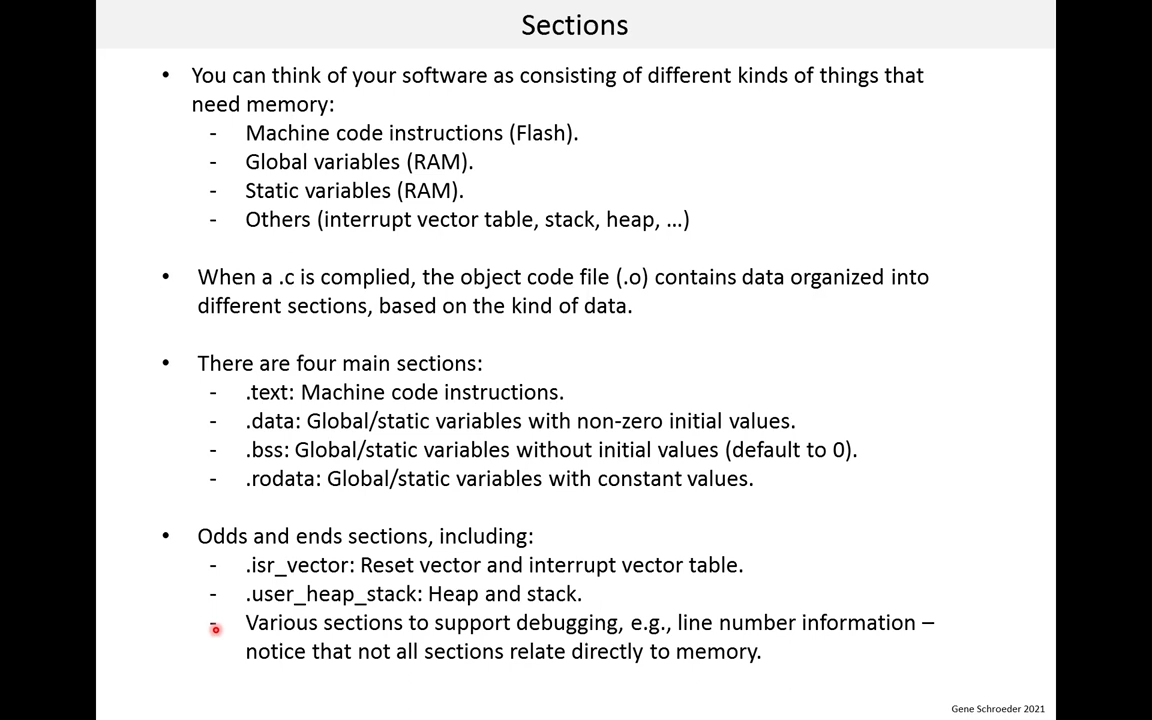 Sections
• You can think of your software as consisting of different kinds of things that
need memory:
- Machine code instructions (Flash).
- Global variables (RAM).
- Static variables (RAM).
- Others (interrupt vector table, stack, heap, …)
• When a .c is complied, the object code file (.o) contains data organized into
different sections, based on the kind of data.
• There are four main sections:
- .text: Machine code instructions.
- .data: Global/static variables with non-zero initial values.
- .bss: Global/static variables without initial values (default to 0).
- .rodata: Global/static variables with constant values.
• Odds and ends sections, including:
- .isr_vector: Reset vector and interrupt vector table.
- .user_heap_stack: Heap and stack.
- Various sections to support debugging, e.g., line number information –
notice that not all sections relate directly to memory.
Gene Schroeder 2021